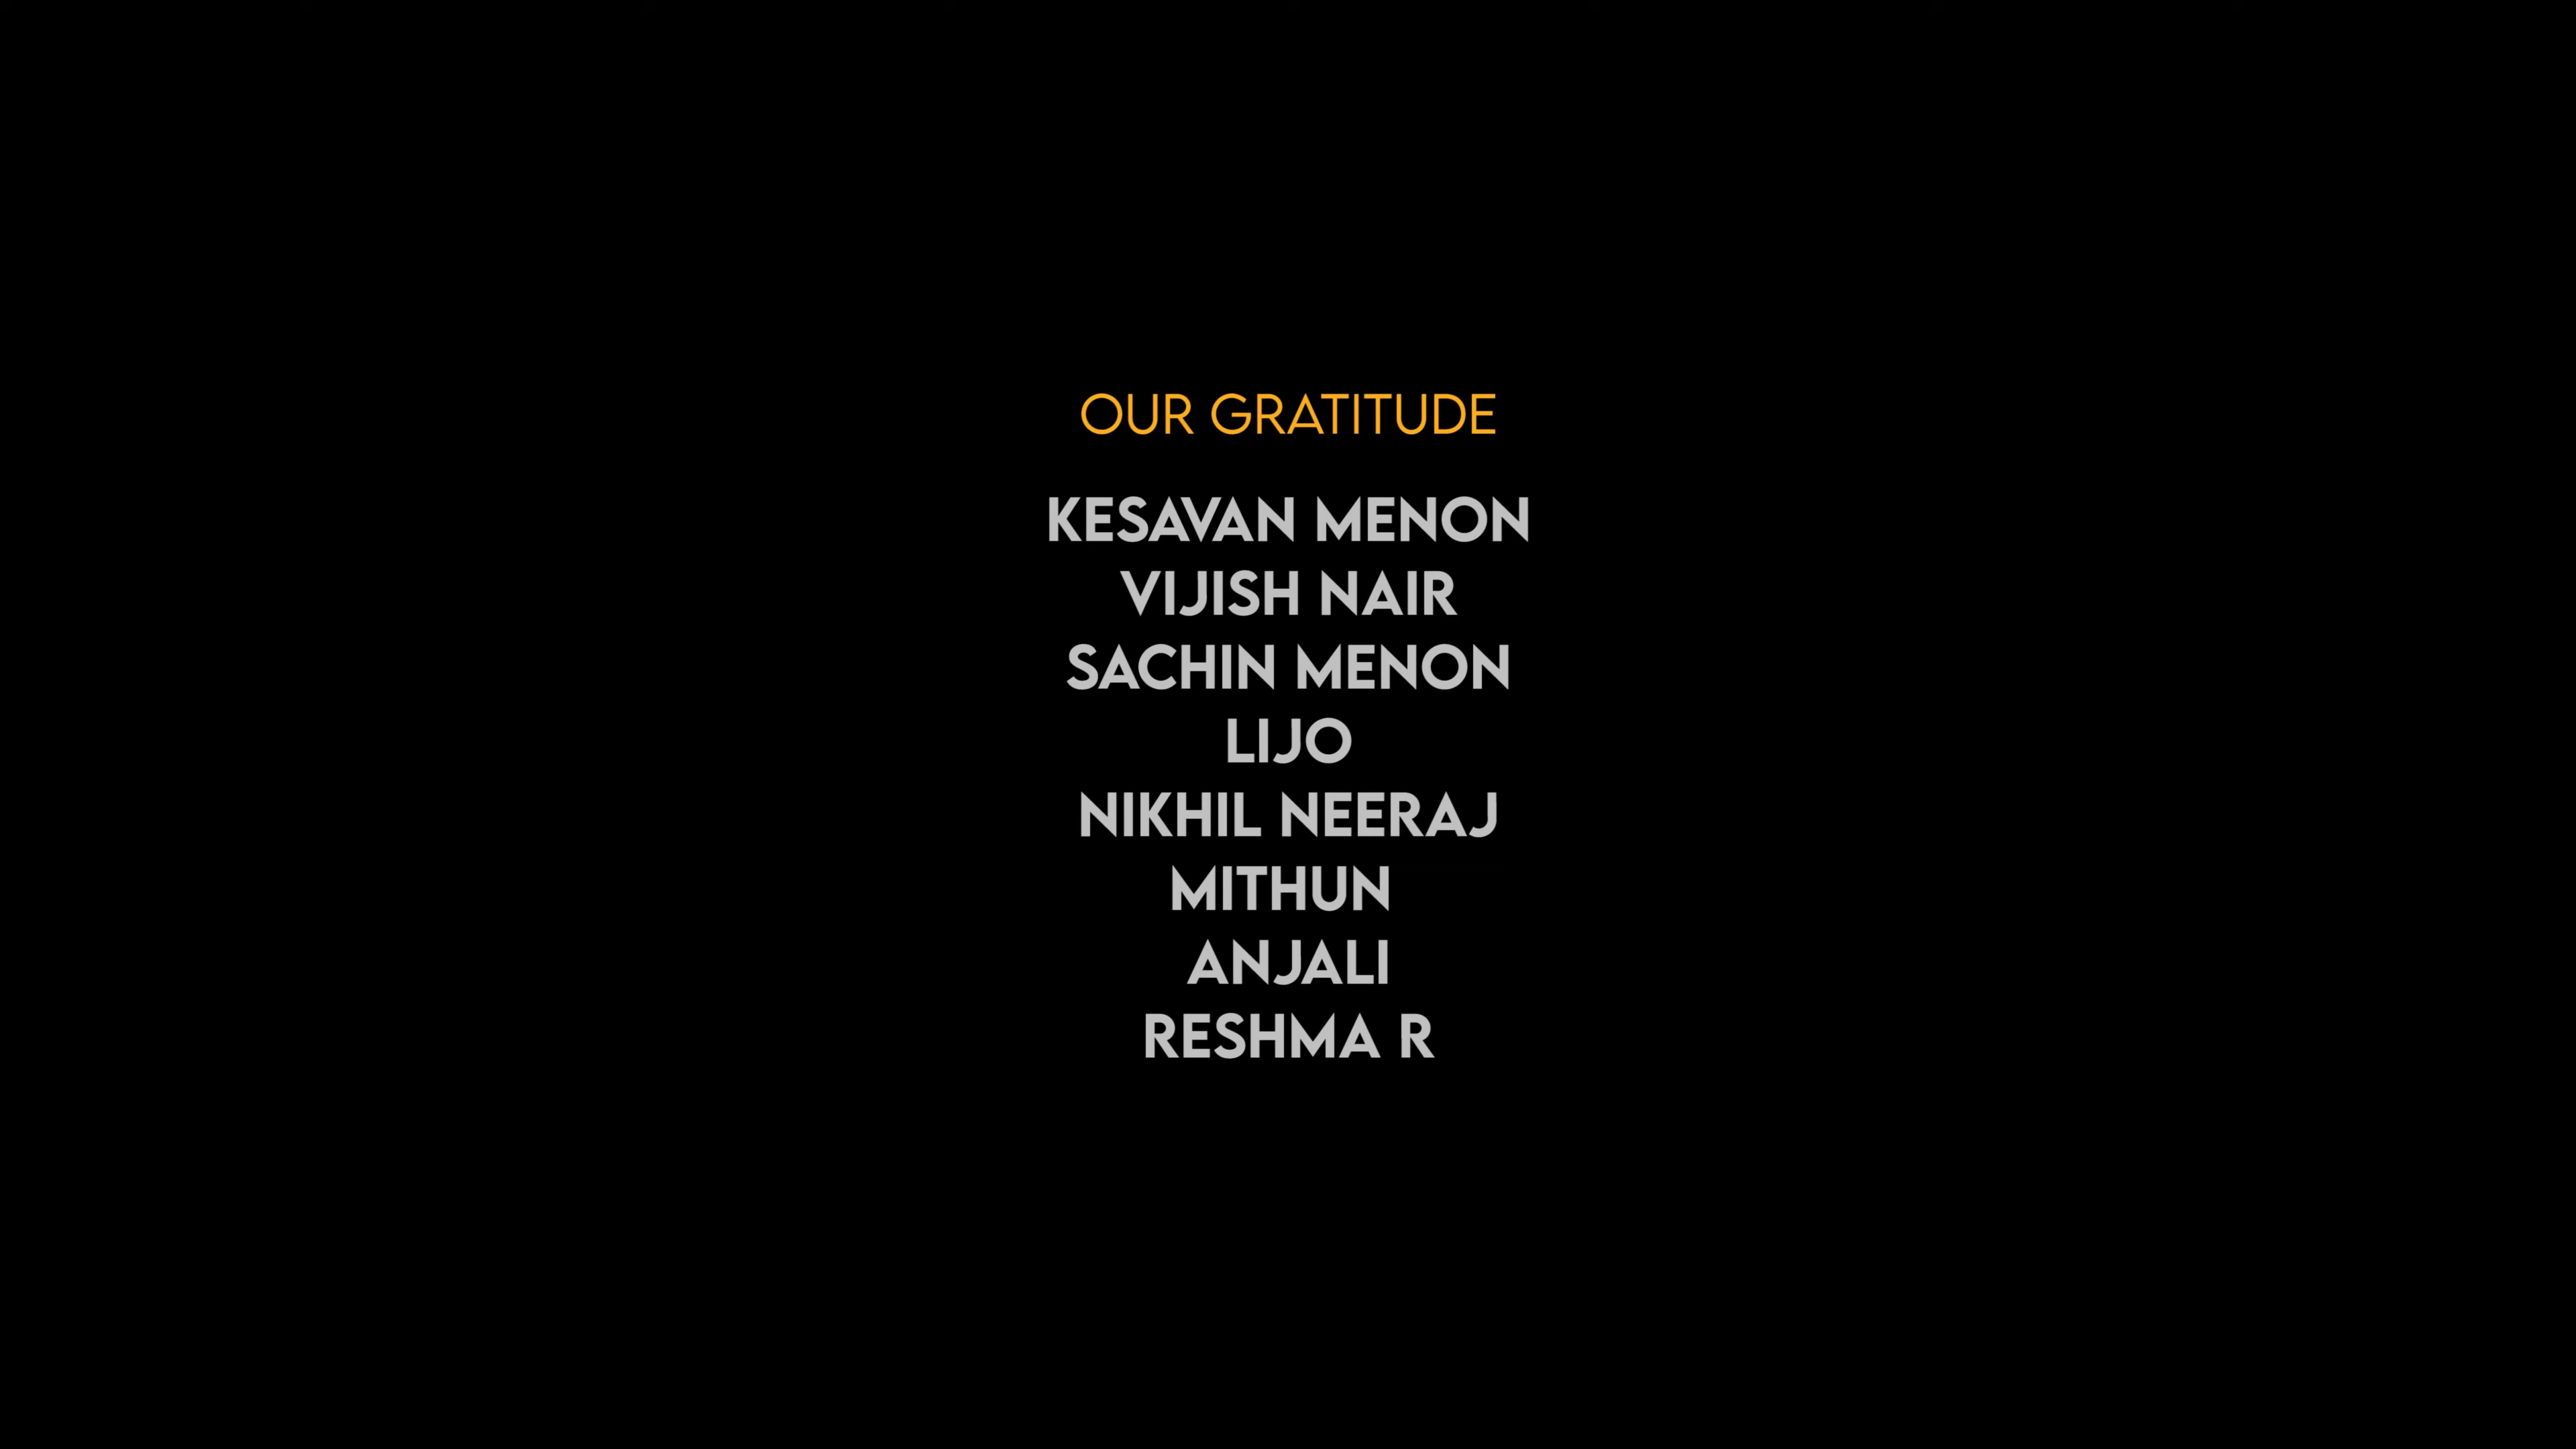 OUR GRATITUDE
KESAVAN MENON
VIJISH NAIR
SACHIN MENON
LIJO
NIKHIL NEERAJ
MITHUN
ANJALI
RESHMA R